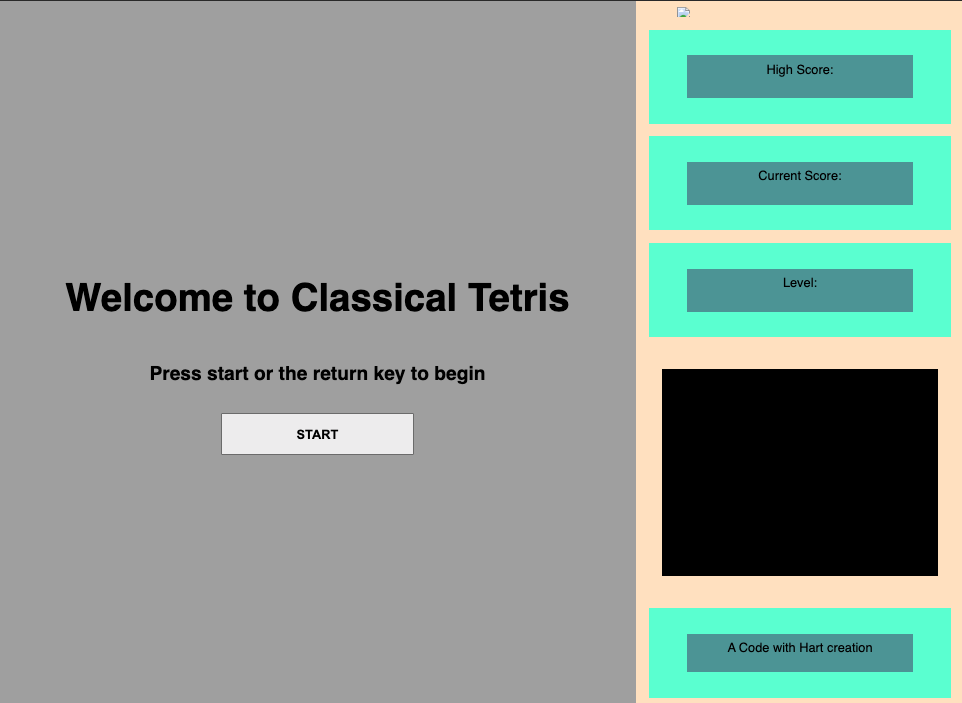 Welcome to Classical Tetris
Press start or the return key to begin
START
High Score:
Current Score:
Level:
A Code with Hart creation